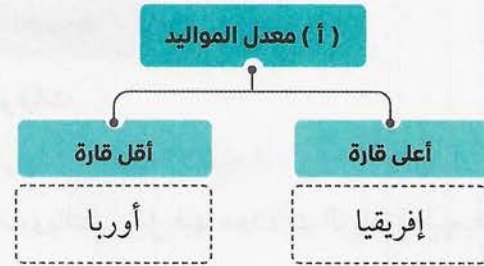 ( أ ) معدل المواليد
أعلى قارة
أقل قارة
إفريقيا
أوربا